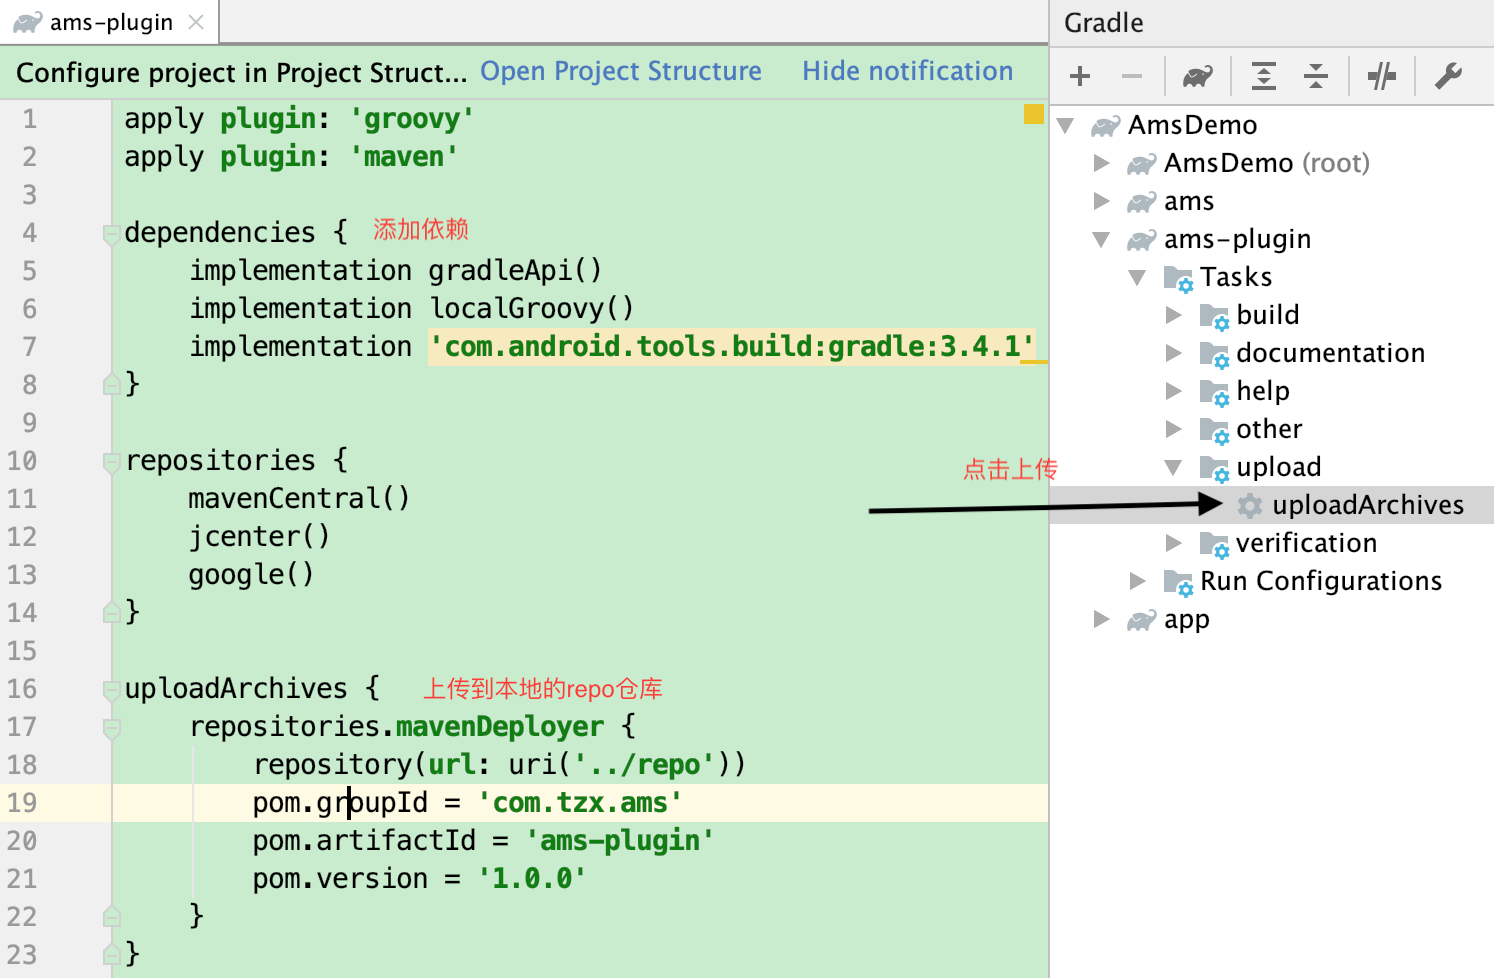 ams-plugin
Configure project in Project Struct... Open Project Structure Hide notification
1 apply plugin: 'groovy'
2 apply plugin: 'maven'
3
4 dependencies { 添加依赖
5 implementation gradleApi()
6 implementation localGroovy()
7 implementation 'com.android.tools.build:gradle:3.4.1'
8 }
9
10 repositories {
11 mavenCentral()
12 jcenter()
13 google()
14 }
15
16 uploadArchives { 上传到本地的repo仓库
17 repositories.mavenDeployer {
18 repository(url: uri('../repo'))
19 pom.groupId = 'com.tzx.ams'
20 pom.artifactId = 'ams-plugin'
21 pom.version = '1.0.0'
22 }
23 }
点击上传
Gradle
AmsDemo
AmsDemo (root)
ams
ams-plugin
Tasks
build
documentation
help
other
upload
uploadArchives
verification
Run Configurations
app